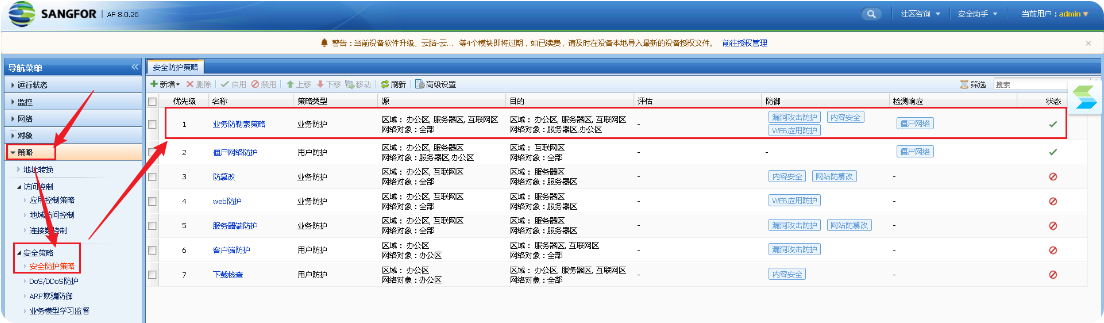 SANGFOR | AF 8.0.26
社区咨询
安全助手
当前用户：admin
警告：当前设备软件升级、云脑-云... 等4个模块即将过期，如已续费，请及时在设备本地导入最新的设备授权文件。 前往授权管理
导航菜单
运行状态
监控
网络
对象
策略
地址转换
访问控制
应用控制策略
地域访问控制
连接数控制
安全策略
安全防护策略
DoS/DDoS防护
ARP欺骗防御
业务模型学习监督
安全防护策略
新增 删除 启用 禁用 上移 下移 移动 刷新 高级设置 筛选 搜索
优先级 名称 策略类型 源 目的 评估 防御 检测响应 状态
1 业务防勒索策略 业务防护 区域：办公区, 服务器区, 互联网区 区域：办公区, 服务器区, 互联网区 - 漏洞攻击防护 内容安全 僵尸网络
网络对象：全部 网络对象：服务器区,办公区 WEB应用防护
2 僵尸网络防护 用户防护 区域：办公区, 服务器区 区域：互联网区 - - 僵尸网络
网络对象：服务器区,办公区 网络对象：全部
3 防篡改 业务防护 区域：办公区, 互联网区 区域：服务器区 - 内容安全 网站防篡改 -
网络对象：全部 网络对象：服务器区
4 web防护 业务防护 区域：办公区, 互联网区 区域：服务器区 - WEB应用防护 -
网络对象：全部 网络对象：服务器区
5 服务器端防护 业务防护 区域：办公区, 互联网区 区域：服务器区 - 漏洞攻击防护 网站防篡改 -
网络对象：全部 网络对象：服务器区
6 客户端防护 用户防护 区域：办公区 区域：服务器区, 互联网区 - 漏洞攻击防护 -
网络对象：办公区 网络对象：全部
7 下载检查 用户防护 区域：办公区 区域：办公区, 服务器区, 互联网区 - 内容安全 -
网络对象：办公区 网络对象：全部